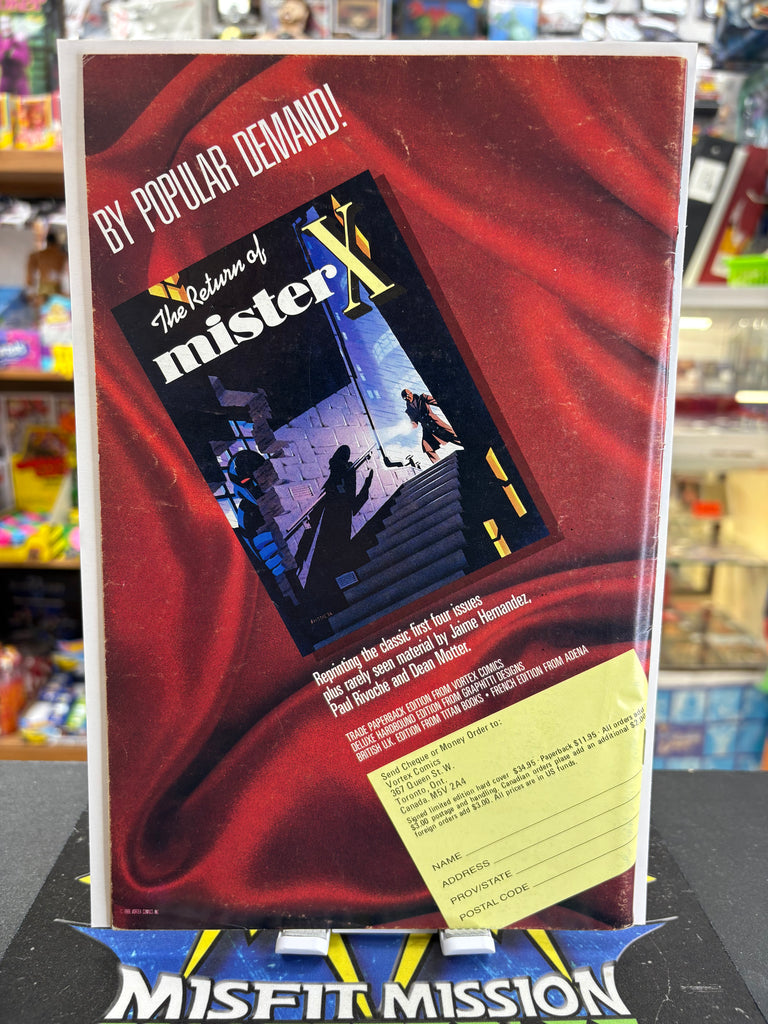 BY POPULAR DEMAND!
The Return of
mister X
Reprinting the classic first four issues
plus rarely seen material by Jaime Hernandez,
Paul Rivoche and Dean Motter.
TRADE PAPERBACK EDITION FROM VORTEX COMICS
DELUXE HARDBOUND EDITION FROM GRAPHITTI DESIGNS
BRITISH U.K. EDITION FROM TITAN BOOKS • FRENCH EDITION FROM ADENA
Send Cheque or Money Order to:
Vortex Comics
367 Queen St. W.
Toronto, Ont.
Canada. M5V 2A4
Signed limited edition hard cover $34.95 · Paperback $11.95 · All orders add
$3.00 postage and handling. Canadian orders please add an additional $2.00
foreign orders add $3.00. All prices are in US funds.
NAME
ADDRESS
PROV/STATE
POSTAL CODE
VORTEX COMICS INC
MISFIT MISSION